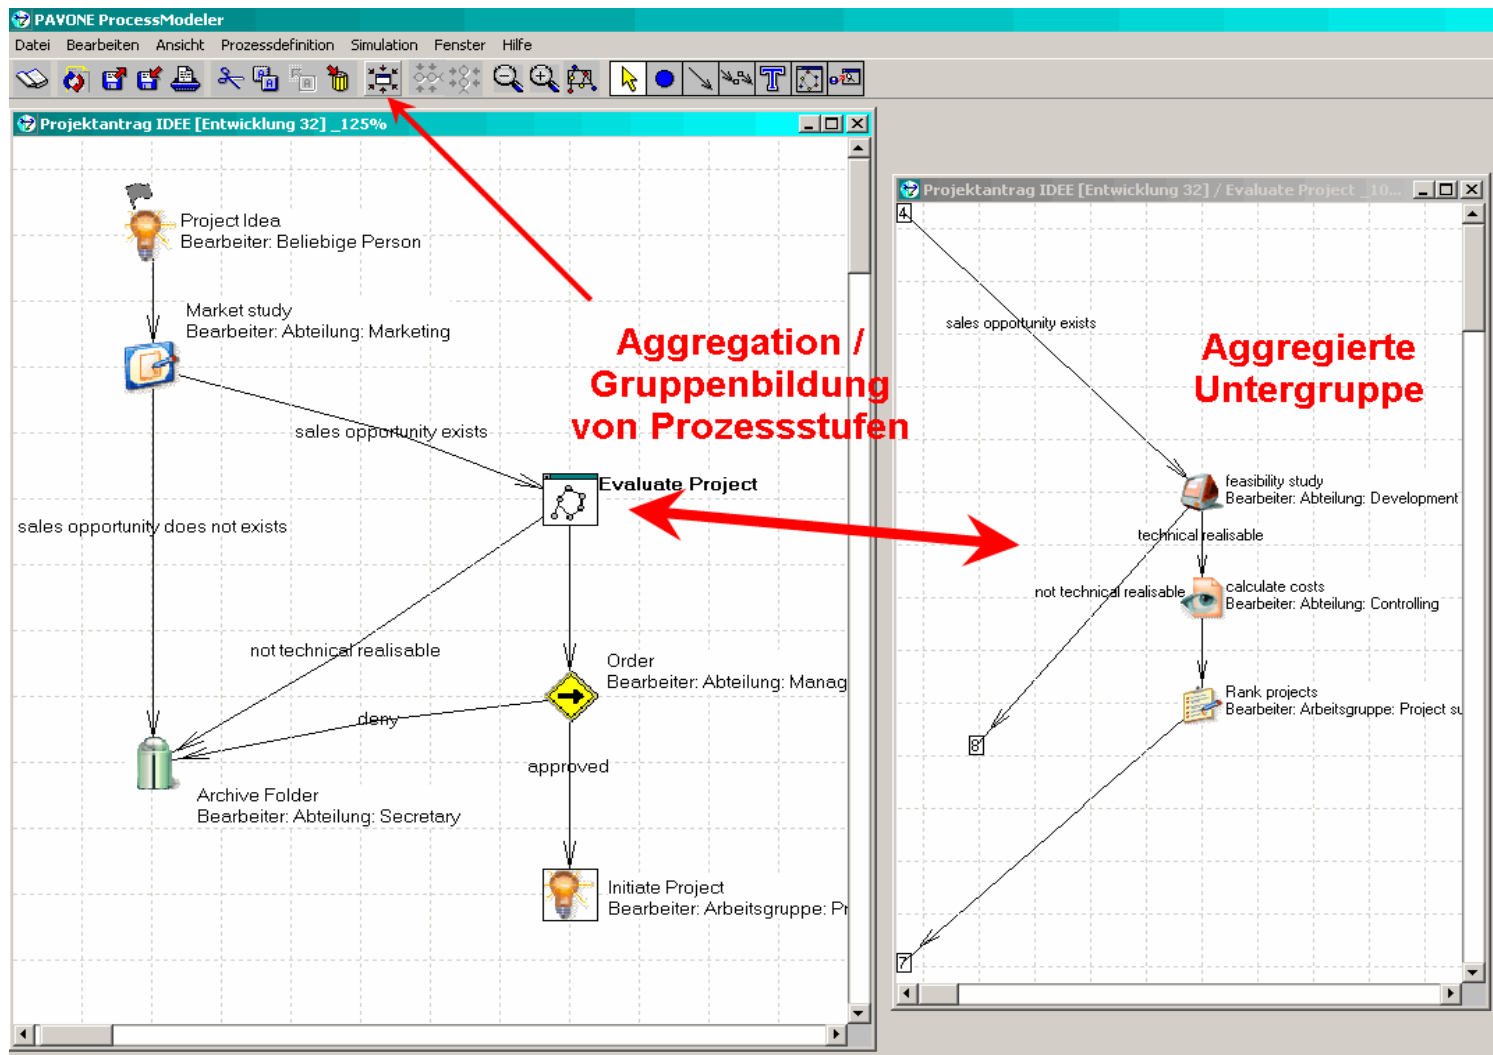 PAVONE ProcessModeler
Datei Bearbeiten Ansicht Prozessdefinition Simulation Fenster Hilfe
Projektantrag IDEE [Entwicklung 32] _125%
Project Idea
Bearbeiter: Beliebige Person
Market study
Bearbeiter: Abteilung: Marketing
sales opportunity exists
Evaluate Project
sales opportunity does not exists
not technical realisable
Order
Bearbeiter: Abteilung: Manag
deny
approved
Archive Folder
Bearbeiter: Abteilung: Secretary
Initiate Project
Bearbeiter: Arbeitsgruppe: Pr
Aggregation /
Gruppenbildung
von Prozessstufen
Projektantrag IDEE [Entwicklung 32] / Evaluate Project _10...
4
sales opportunity exists
Aggregierte
Untergruppe
feasibility study
Bearbeiter: Abteilung: Development
technical realisable
not technical realisable
calculate costs
Bearbeiter: Abteilung: Controlling
Rank projects
Bearbeiter: Arbeitsgruppe: Project su
8
7